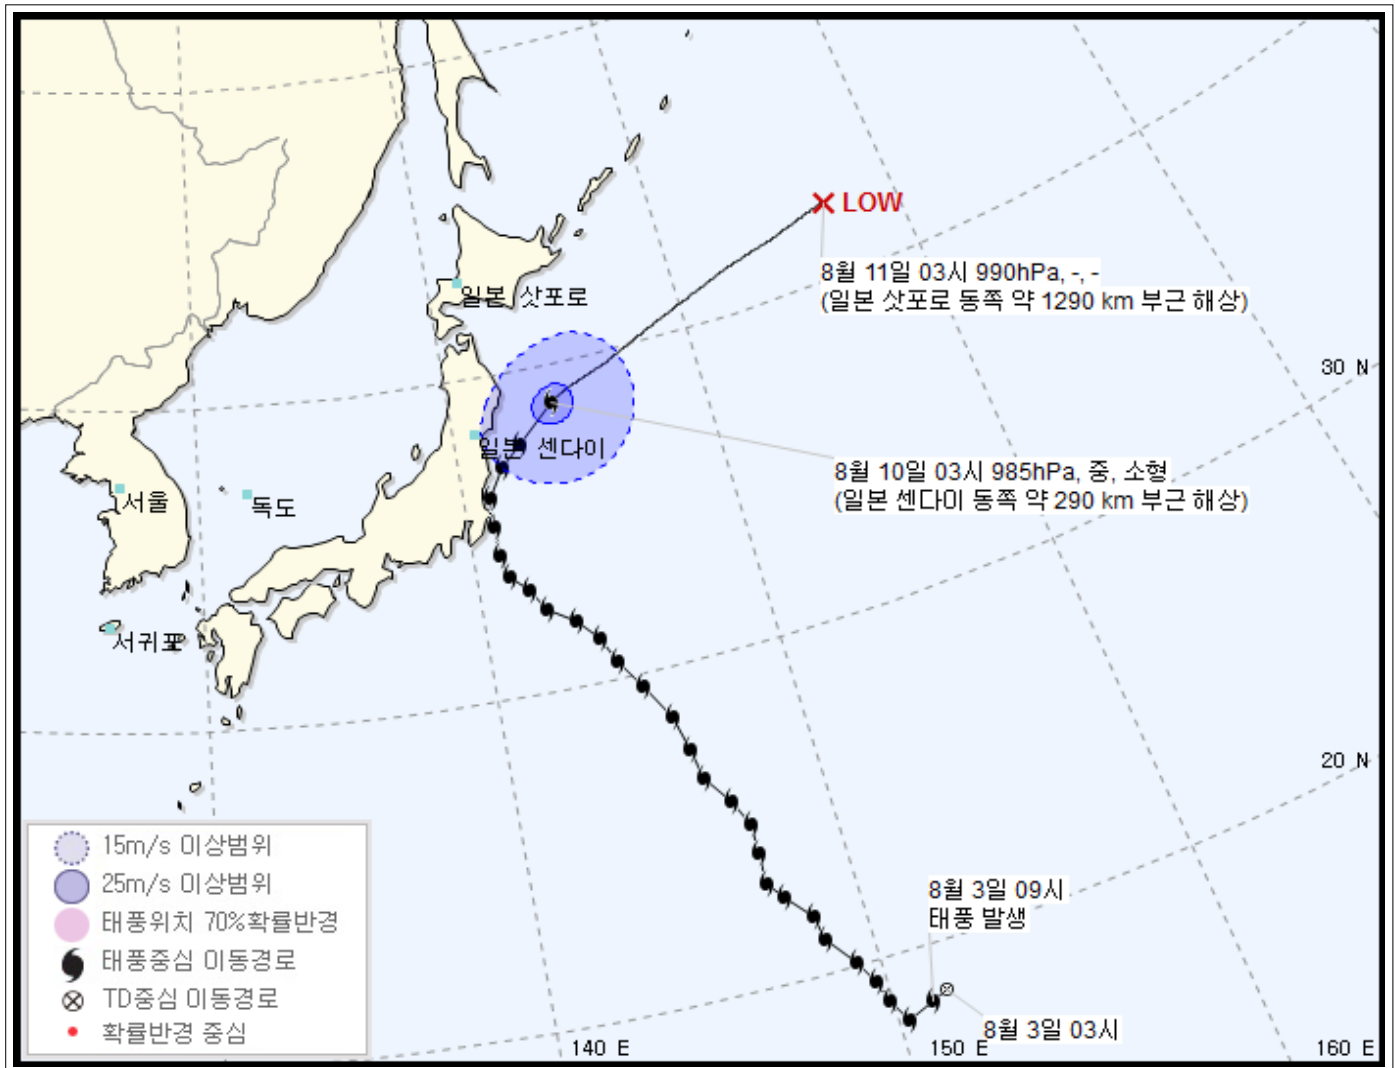 LOW
8월 11일 03시 990hPa, -, -
(일본 삿포로 동쪽 약 1290 km 부근 해상)
일본 삿포로
30 N
일본 센다이
8월 10일 03시 985hPa, 중, 소형
(일본 센다이 동쪽 약 290 km 부근 해상)
서울
독도
서귀포
20 N
15m/s 이상범위
25m/s 이상범위
태풍위치 70%확률반경
태풍중심 이동경로
TD중심 이동경로
확률반경 중심
8월 3일 09시
태풍 발생
8월 3일 03시
140 E
150 E
160 E